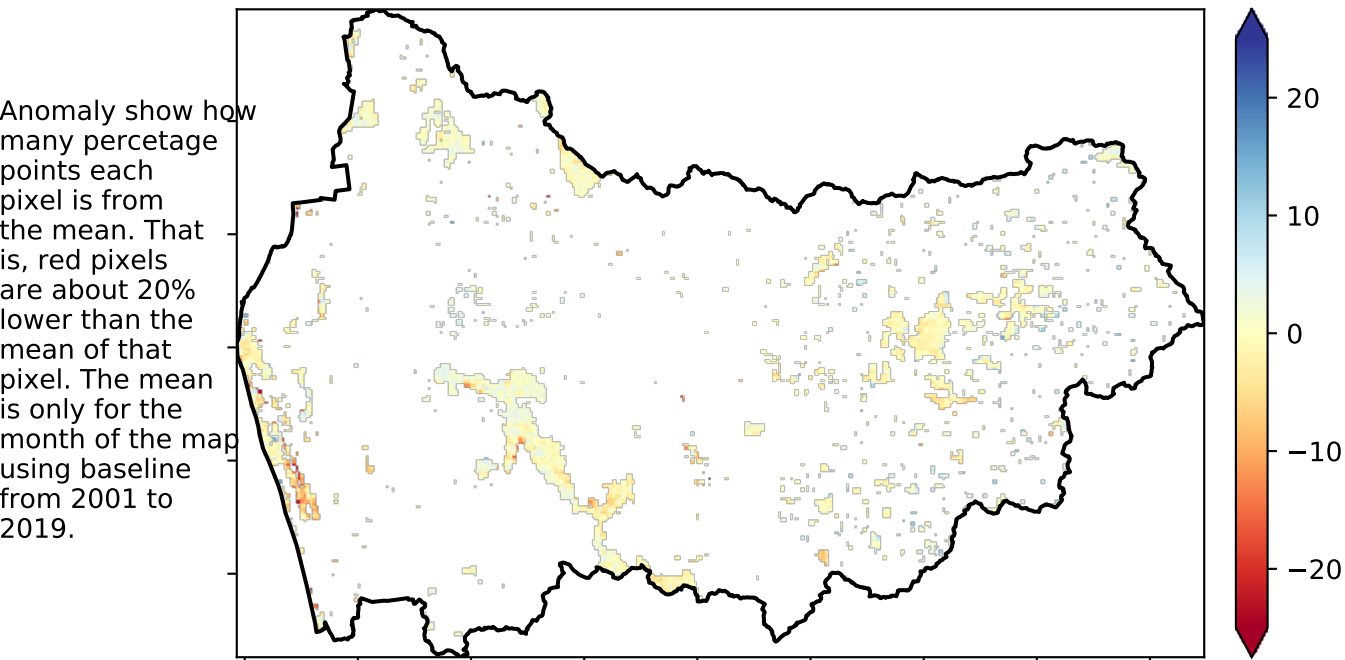 Anomaly show how
many percetage
points each
pixel is from
the mean. That
is, red pixels
are about 20%
lower than the
mean of that
pixel. The mean
is only for the
month of the map
using baseline
from 2001 to
2019.
20
10
0
−10
−20